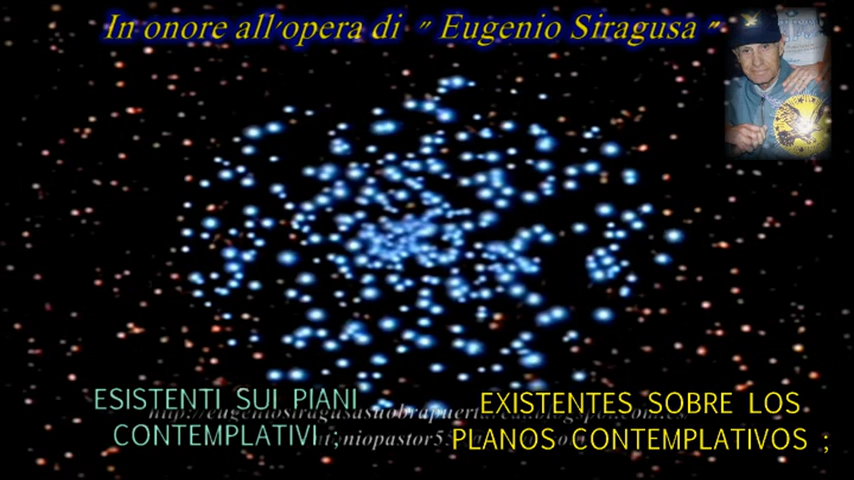 In onore all'opera di " Eugenio Siragusa "
ESISTENTI SUI PIANI
CONTEMPLATIVI ;
EXISTENTES SOBRE LOS
PLANOS CONTEMPLATIVOS ;